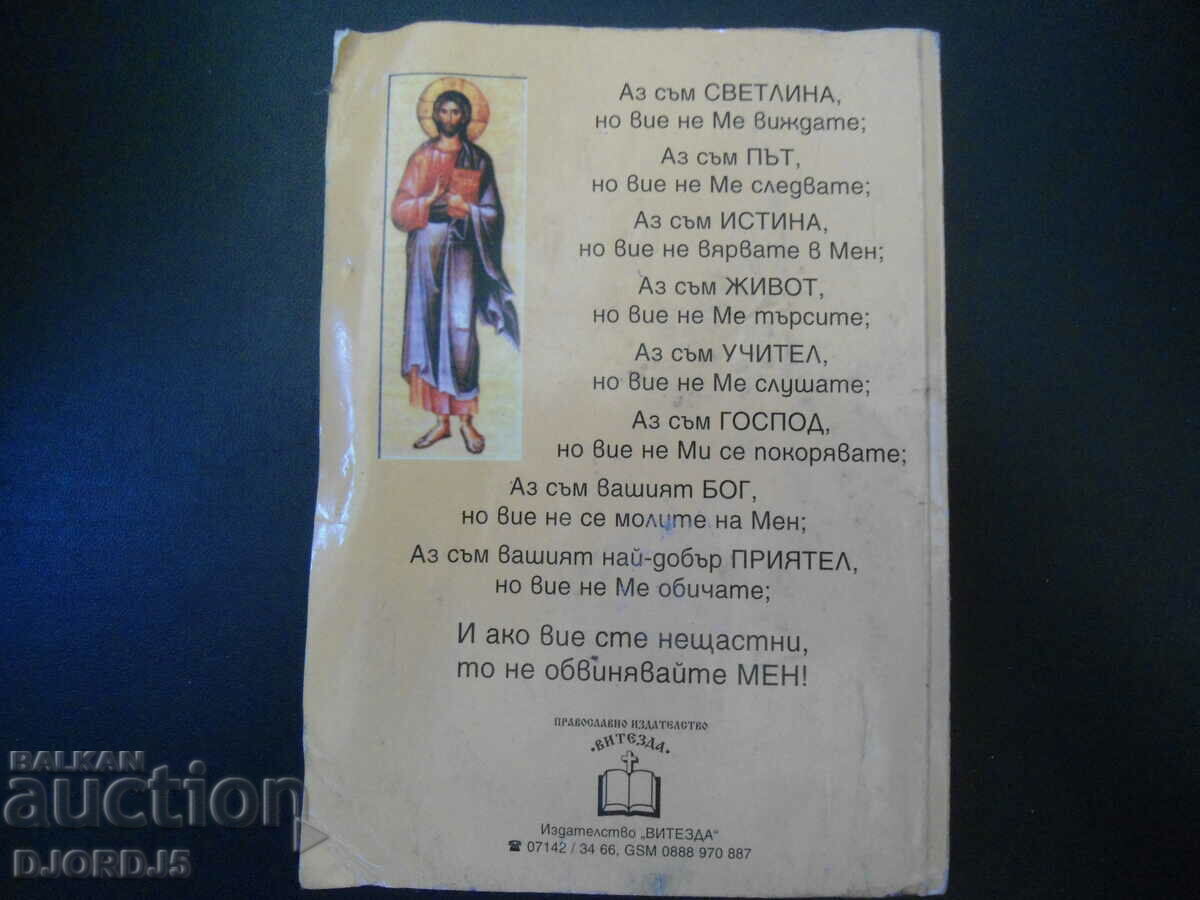 Аз съм СВЕТЛИНА,
но вие не Ме виждате;
Аз съм ПЪТ,
но вие не Ме следвате;
Аз съм ИСТИНА,
но вие не вярвате в Мен;
Аз съм ЖИВОТ,
но вие не Ме търсите;
Аз съм УЧИТЕЛ,
но вие не Ме слушате;
Аз съм ГОСПОД,
но вие не Ми се покорявате;
Аз съм вашият БОГ,
но вие не се молите на Мен;
Аз съм вашият най-добър ПРИЯТЕЛ,
но вие не Ме обичате;
И ако вие сте нещастни,
то не обвинявайте МЕН!
ПРАВОСЛАВНО ИЗДАТЕЛСТВО
·ВИТЕЗДА·
Издателство „ВИТЕЗДА“
☎ 07142 / 34 66, GSM 0888 970 887
BALKAN
auction
DJORDJ5